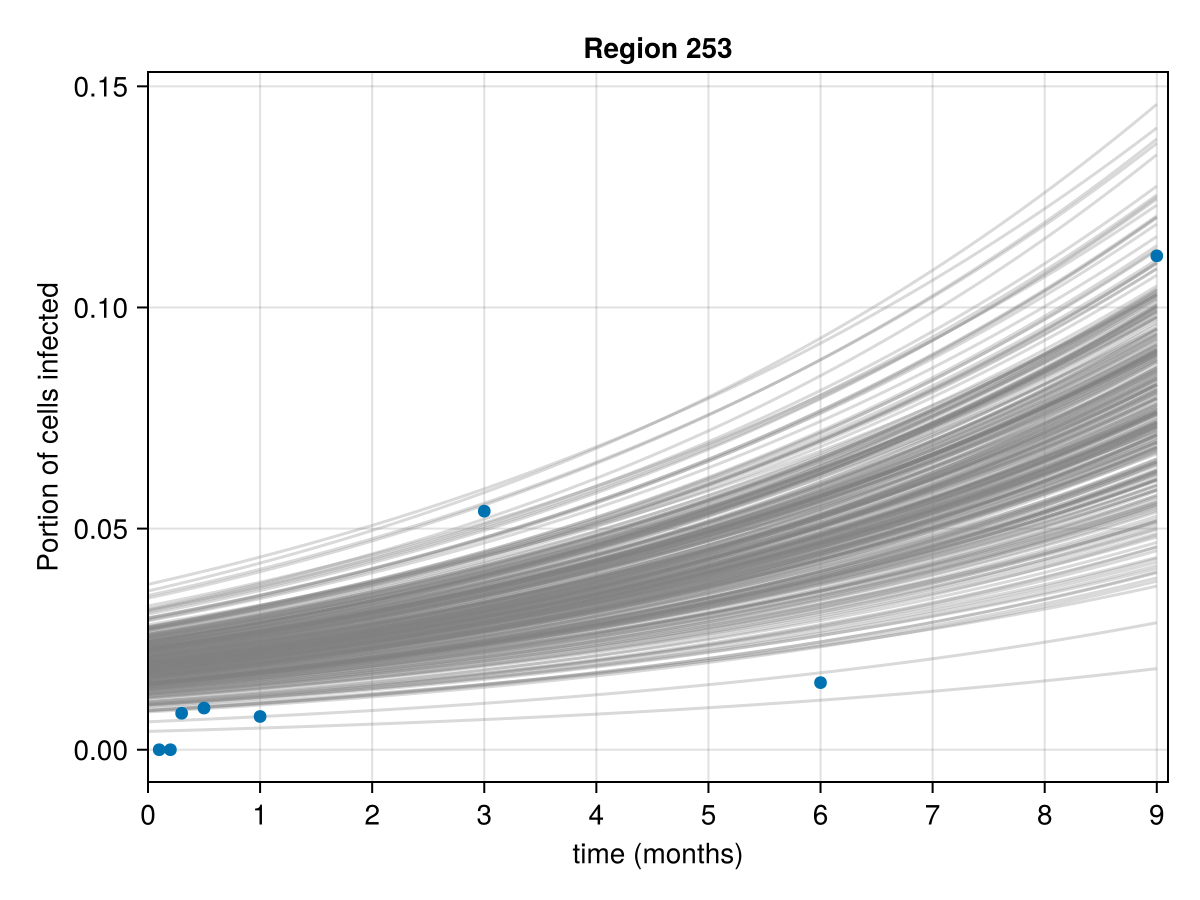 Region 253
Portion of cells infected
0.15
0.10
0.05
0.00
0 1 2 3 4 5 6 7 8 9
time (months)